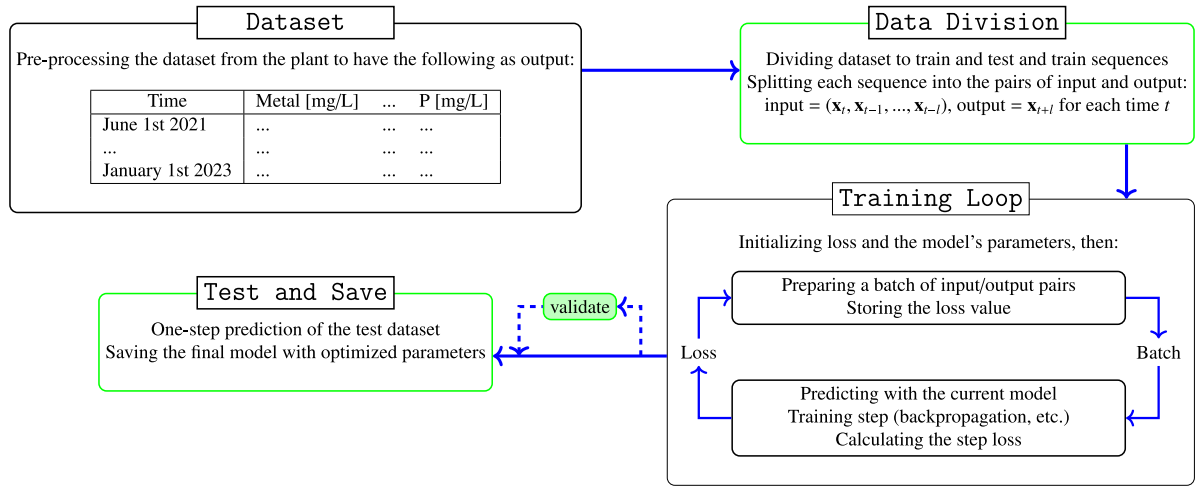 Dataset
Pre-processing the dataset from the plant to have the following as output:
Time Metal [mg/L] ... P [mg/L]
June 1st 2021 ... ... ...
... ... ... ...
January 1st 2023 ... ... ...
Data Division
Dividing dataset to train and test and train sequences
Splitting each sequence into the pairs of input and output:
input = (𝐱ₜ, 𝐱ₜ₋₁, ..., 𝐱ₜ₋ₗ), output = 𝐱ₜ₊ₗ for each time t
Training Loop
Initializing loss and the model's parameters, then:
Preparing a batch of input/output pairs
Storing the loss value
Loss
Batch
Predicting with the current model
Training step (backpropagation, etc.)
Calculating the step loss
validate
Test and Save
One-step prediction of the test dataset
Saving the final model with optimized parameters